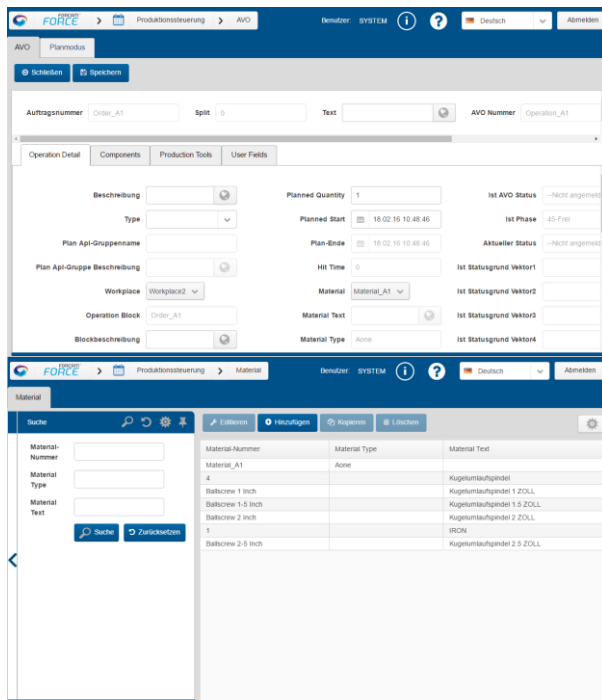 FORCAM FORCE > Produktionssteuerung > AVO Benutzer: SYSTEM i ? Deutsch Abmelden
AVO Planmodus
Schließen Speichern
Auftragsnummer Order_A1 Split 0 Text AVO Nummer Operation_A1
Operation Detail Components Production Tools User Fields
Beschreibung Planned Quantity 1 Ist AVO Status --Nicht angemeld
Type Planned Start 18.02.16 10:48:46 Ist Phase 45-Frei
Plan Apl-Gruppenname Plan-Ende 18.02.16 10:48:46 Aktueller Status --Nicht angemeld
Plan Apl-Gruppe Beschreibung Hit Time 0 Ist Statusgrund Vektor1
Workplace Workplace2 Material Material_A1 Ist Statusgrund Vektor2
Operation Block Order_A1 Material Text Ist Statusgrund Vektor3
Blockbeschreibung Material Type Aone Ist Statusgrund Vektor4
FORCAM FORCE > Produktionssteuerung > Material Benutzer: SYSTEM i ? Deutsch Abmelden
Material
Suche Editieren Hinzufügen Kopieren Löschen
Material-Nummer
Material Type
Material Text
Suche Zurücksetzen
Material-Nummer Material Type Material Text
Material_A1 Aone
4 Kugelumlaufspindel
Ballscrew 1 Inch Kugelumlaufspindel 1 ZOLL
Ballscrew 1-5 Inch Kugelumlaufspindel 1.5 ZOLL
Ballscrew 2 Inch Kugelumlaufspindel 2 ZOLL
1 IRON
Ballscrew 2-5 Inch Kugelumlaufspindel 2.5 ZOLL